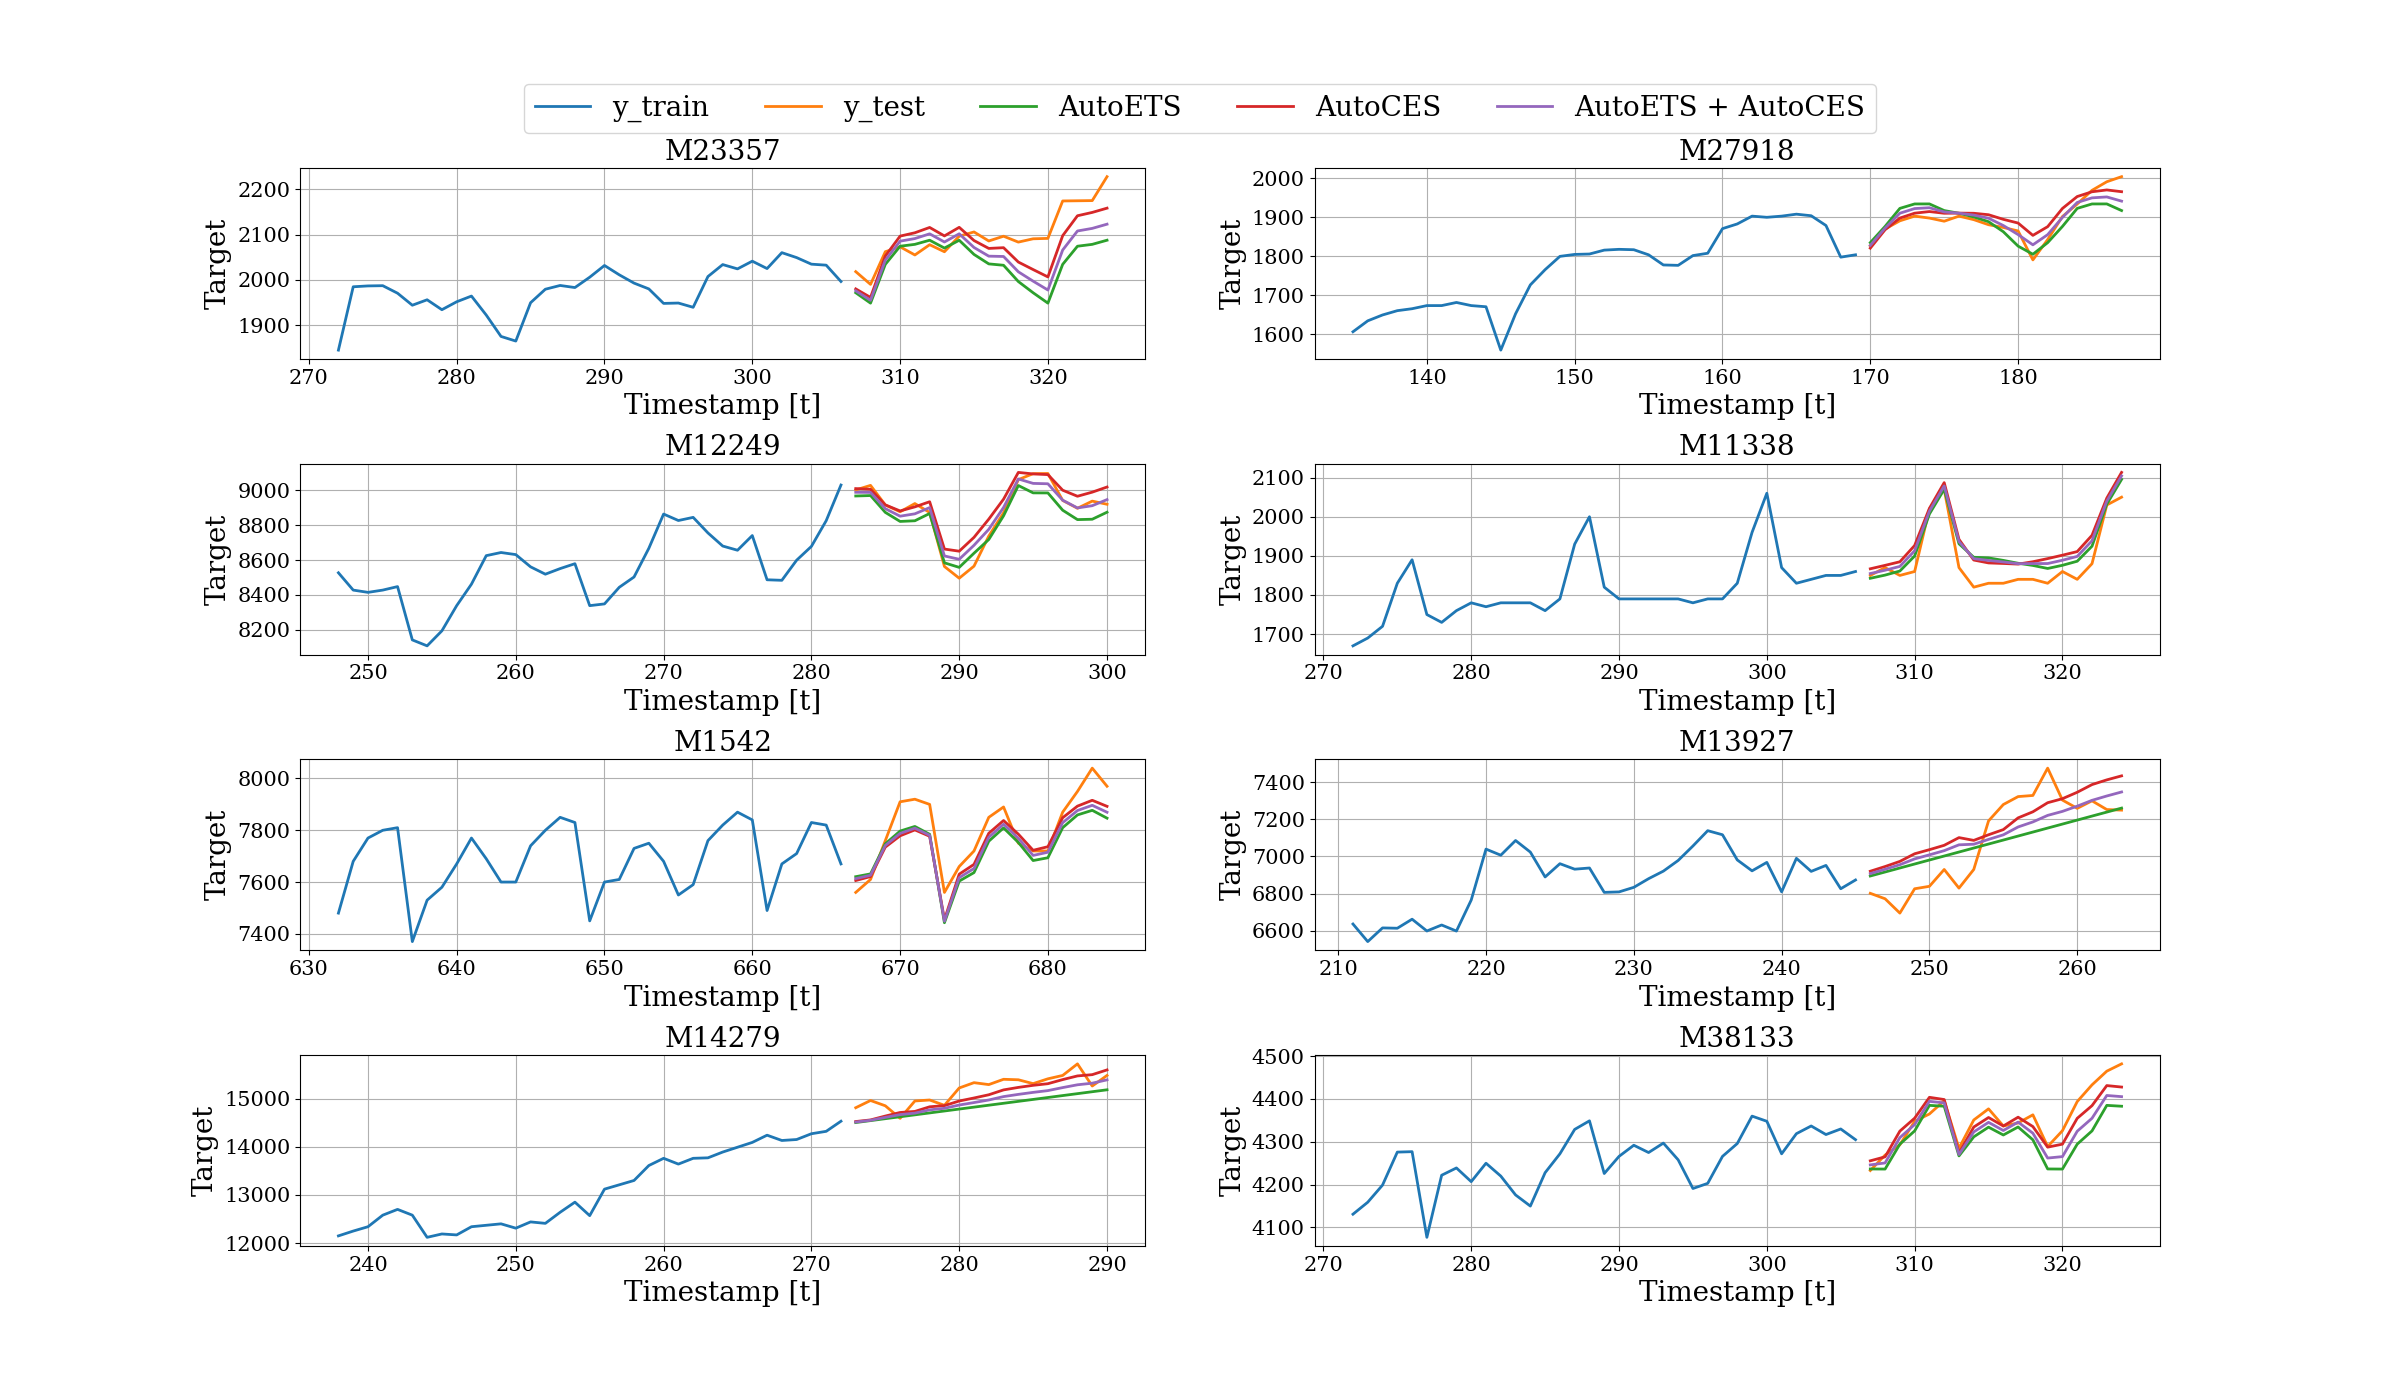 y_train y_test AutoETS AutoCES AutoETS + AutoCES
M23357
Target
2200
2100
2000
1900
270 280 290 300 310 320
Timestamp [t]
M27918
Target
2000
1900
1800
1700
1600
140 150 160 170 180
Timestamp [t]
M12249
Target
9000
8800
8600
8400
8200
250 260 270 280 290 300
Timestamp [t]
M11338
Target
2100
2000
1900
1800
1700
270 280 290 300 310 320
Timestamp [t]
M1542
Target
8000
7800
7600
7400
630 640 650 660 670 680
Timestamp [t]
M13927
Target
7400
7200
7000
6800
6600
210 220 230 240 250 260
Timestamp [t]
M14279
Target
15000
14000
13000
12000
240 250 260 270 280 290
Timestamp [t]
M38133
Target
4500
4400
4300
4200
4100
270 280 290 300 310 320
Timestamp [t]